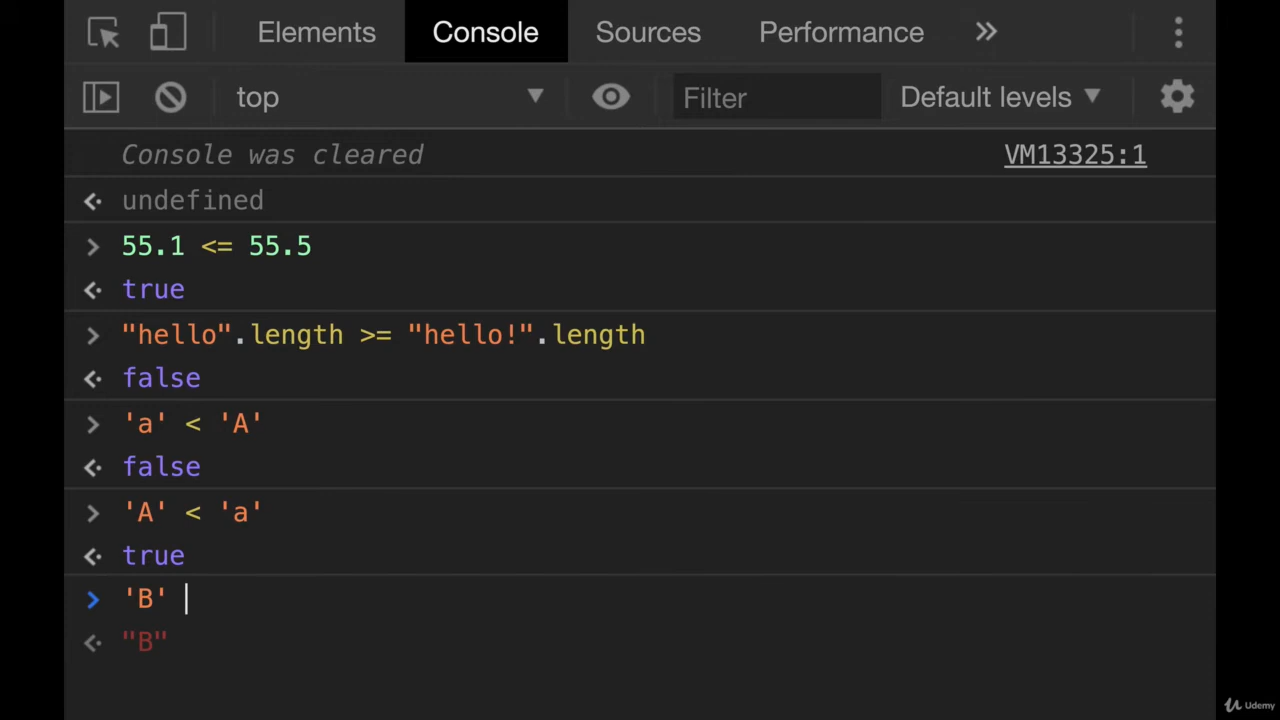 Elements Console Sources Performance »
top ▼ Filter Default levels ▼
Console was cleared VM13325:1
undefined
> 55.1 <= 55.5
true
> "hello".length >= "hello!".length
false
> 'a' < 'A'
false
> 'A' < 'a'
true
> 'B'
"B"
Udemy